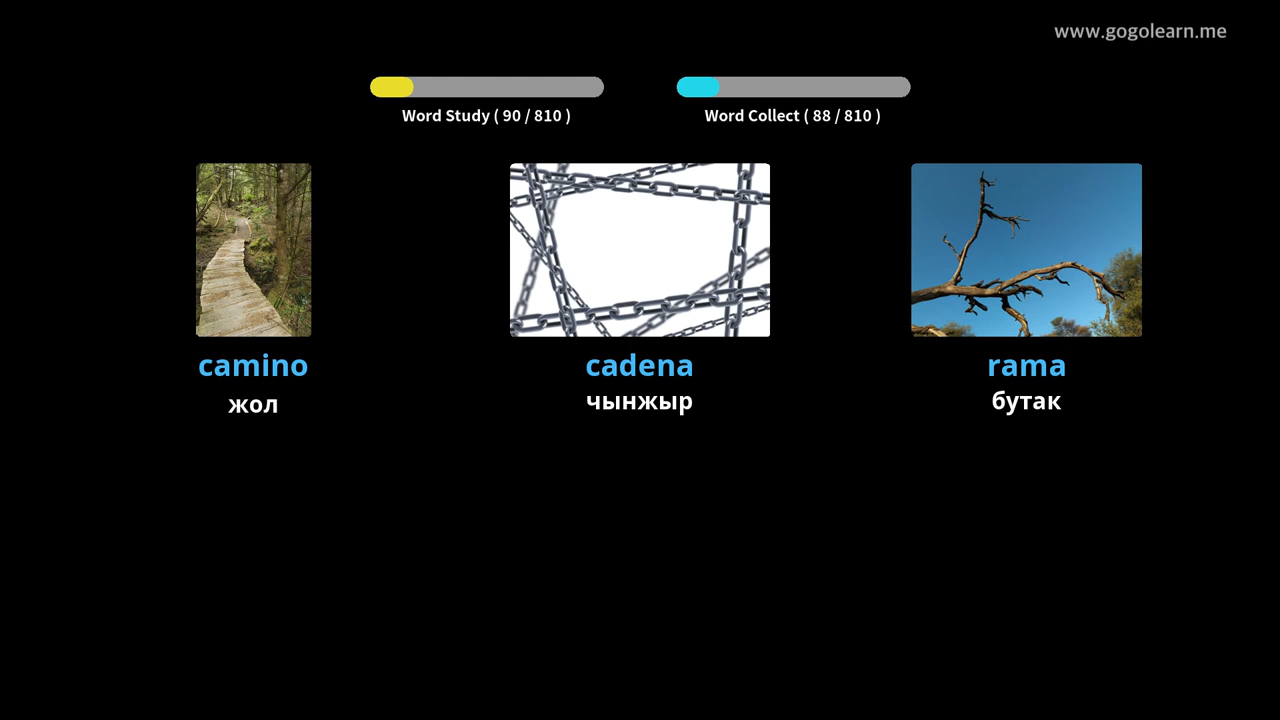 www.gogolearn.me
Word Study ( 90 / 810 )
Word Collect ( 88 / 810 )
camino
жол
cadena
чынжыр
rama
бутак